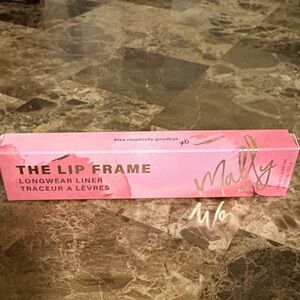 Kiss negativity goodbye. xo
THE LIP FRAME
LONGWEAR LINER
TRACEUR A LÈVRES
Mally